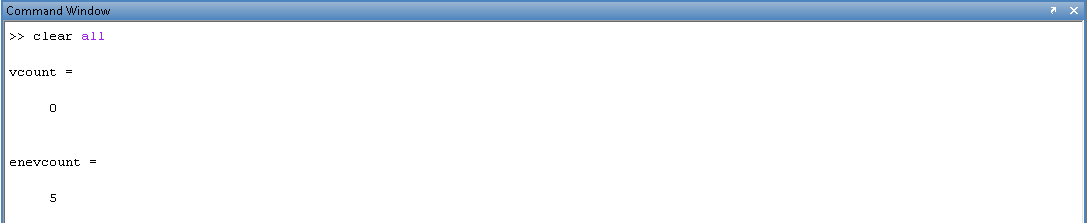 Command Window
>> clear all
vcount =
0
enevcount =
5